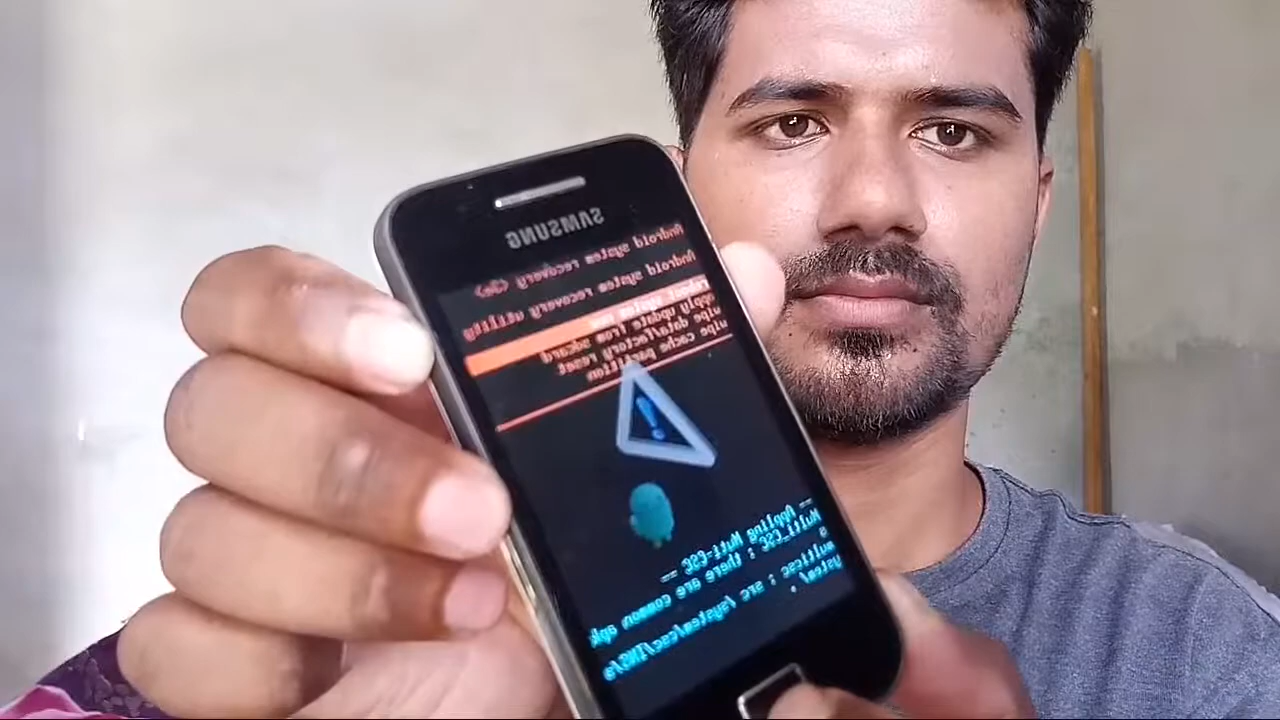 SAMSUNG
Android system recovery <3e>
Android system recovery utility
reboot system now
apply update from sdcard
wipe data/factory reset
wipe cache partition
-- Appling Muti-CSC --
Multi_CSC : there are common apk
multicsc : src /system/csc/INS/s
ystem/